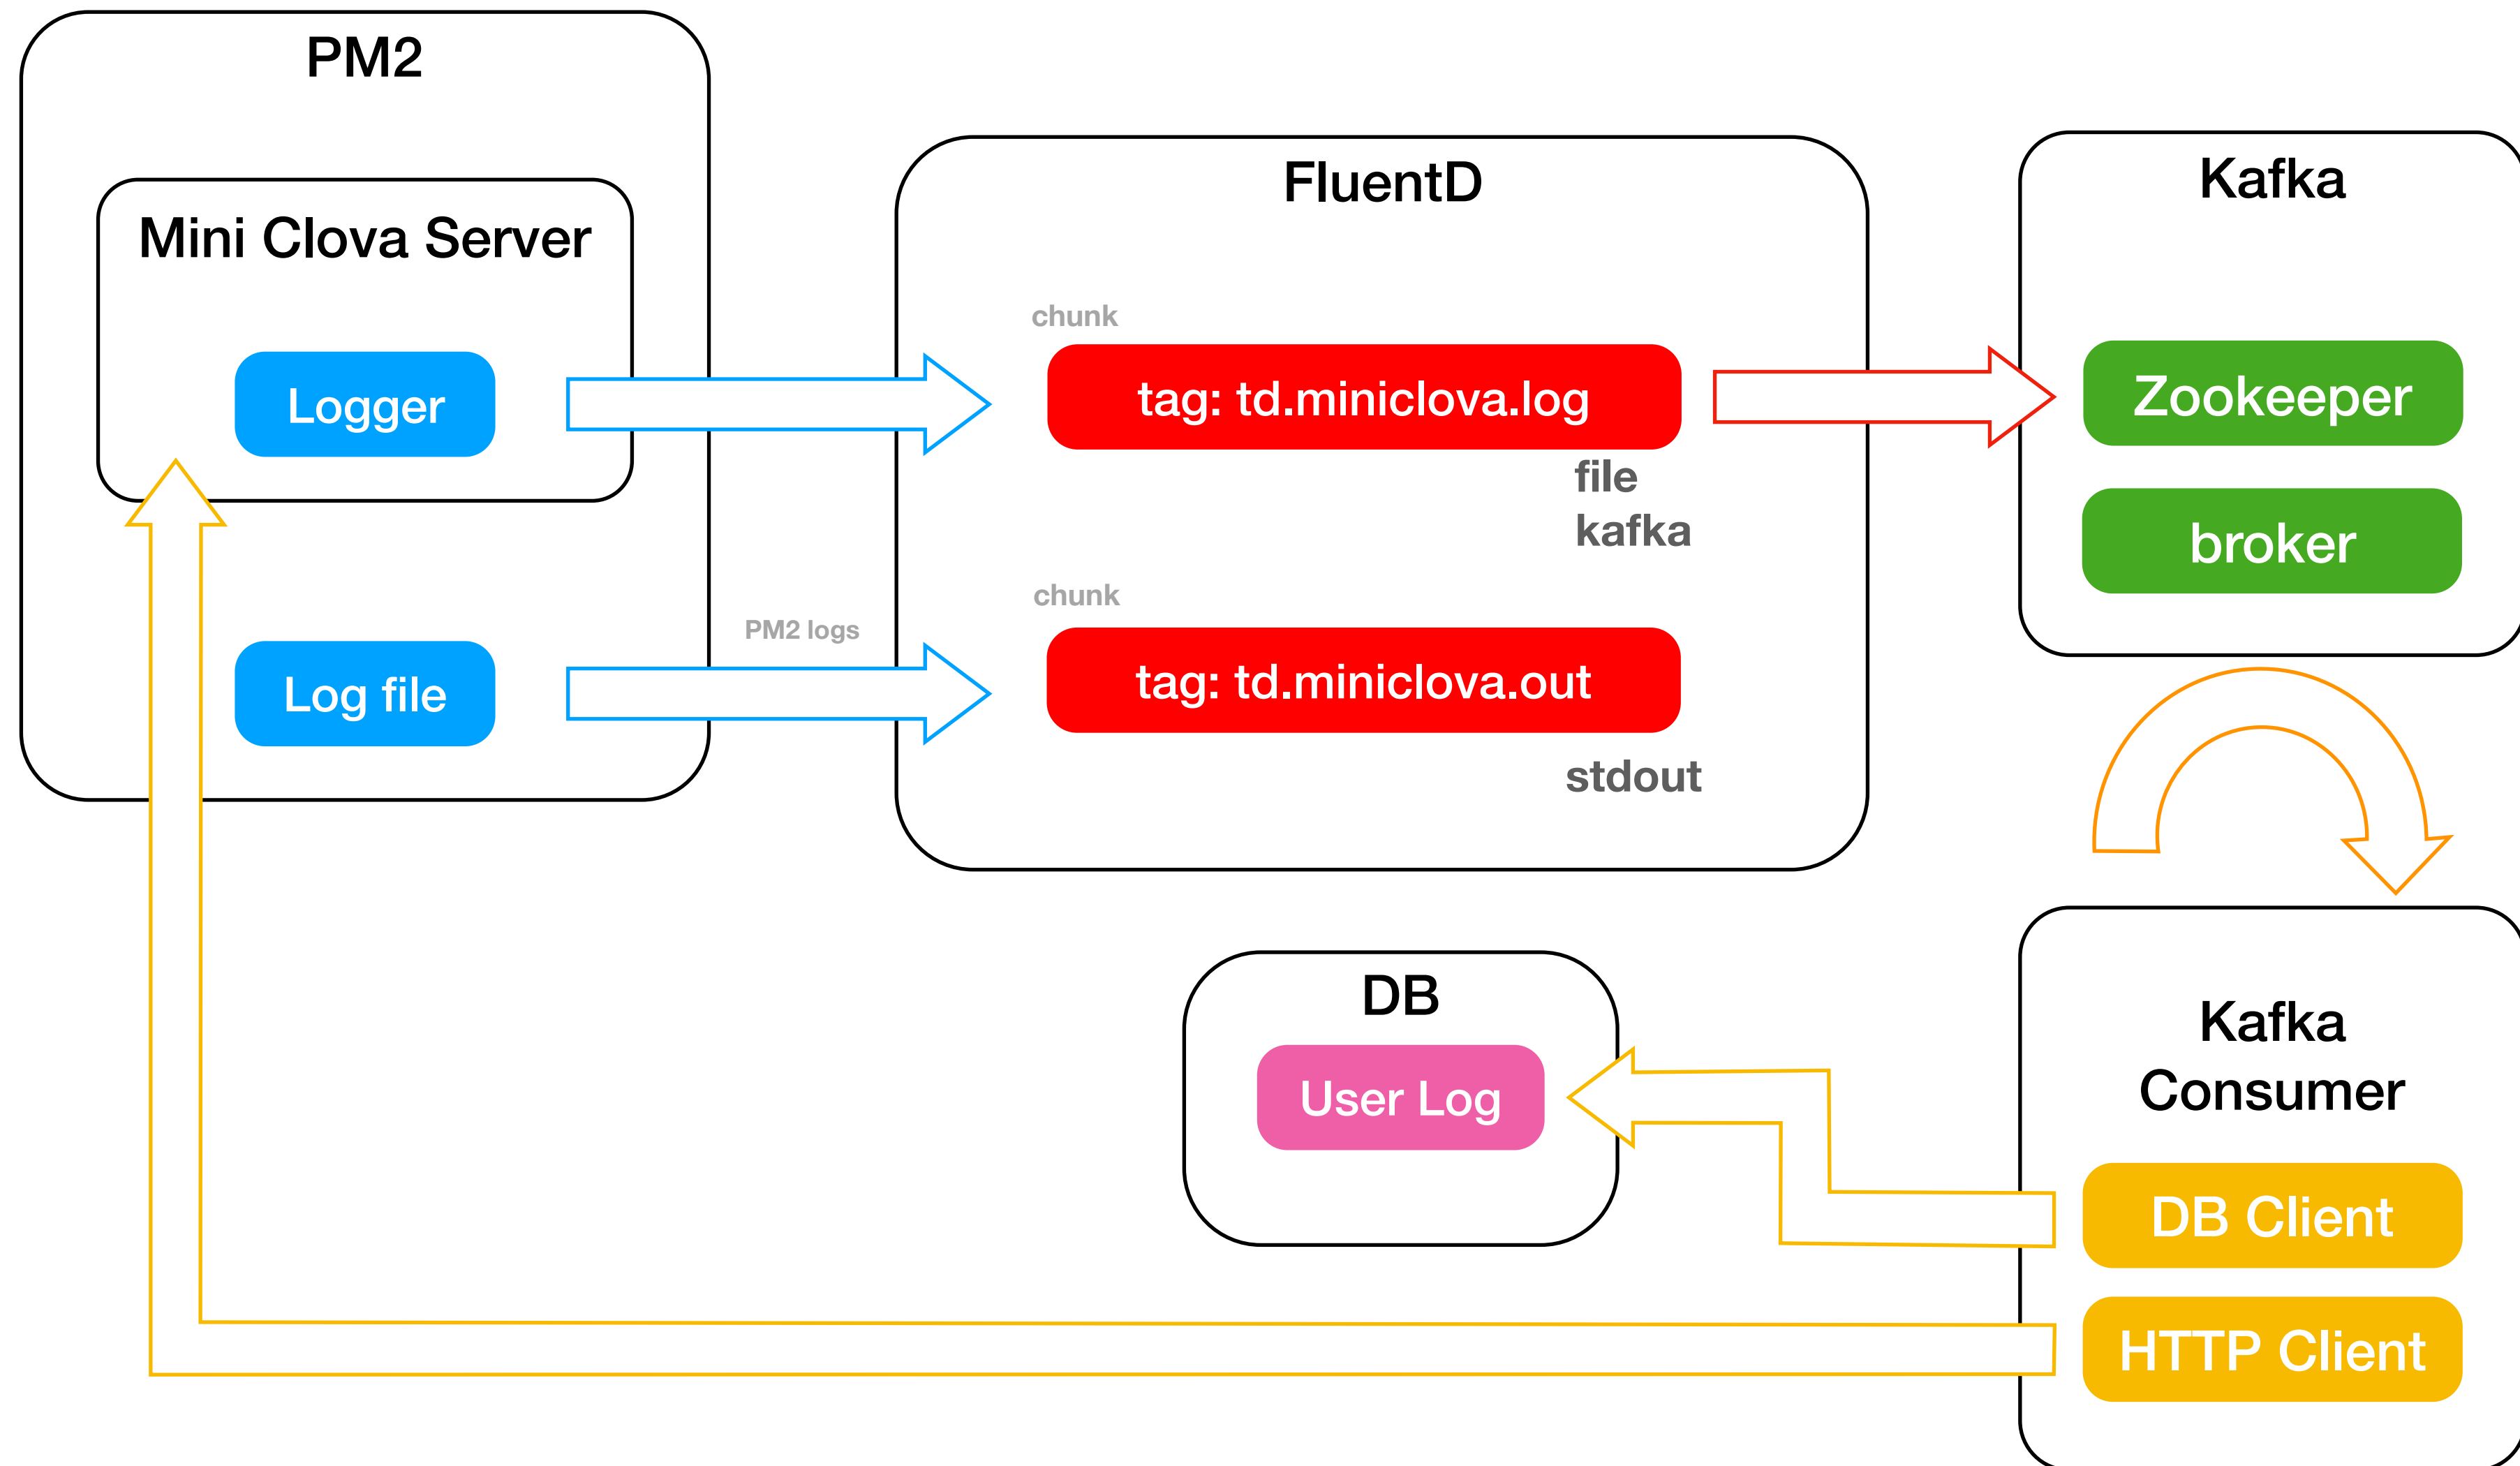 PM2
Mini Clova Server
Logger
Log file
PM2 logs
FluentD
chunk
tag: td.miniclova.log
file
kafka
chunk
tag: td.miniclova.out
stdout
Kafka
Zookeeper
broker
DB
User Log
Kafka
Consumer
DB Client
HTTP Client